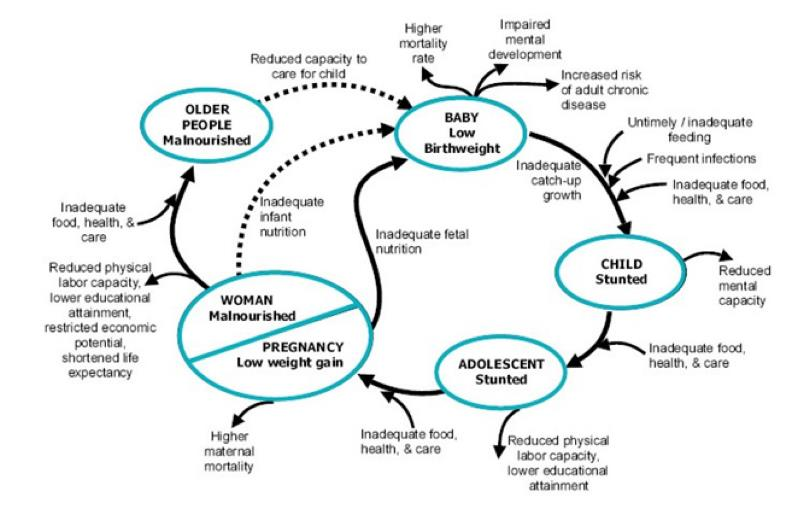 Higher
mortality
rate
Impaired
mental
development
Increased risk
of adult chronic
disease
Reduced capacity to
care for child
OLDER
PEOPLE
Malnourished
BABY
Low
Birthweight
Untimely / inadequate
feeding
Frequent infections
Inadequate food,
health, & care
Inadequate
catch-up
growth
Inadequate
food, health, &
care
Inadequate
infant
nutrition
Inadequate fetal
nutrition
CHILD
Stunted
Reduced
mental
capacity
Reduced physical
labor capacity,
lower educational
attainment,
restricted economic
potential,
shortened life
expectancy
WOMAN
Malnourished
PREGNANCY
Low weight gain
ADOLESCENT
Stunted
Inadequate food,
health, & care
Higher
maternal
mortality
Inadequate food,
health, & care
Reduced physical
labor capacity,
lower educational
attainment